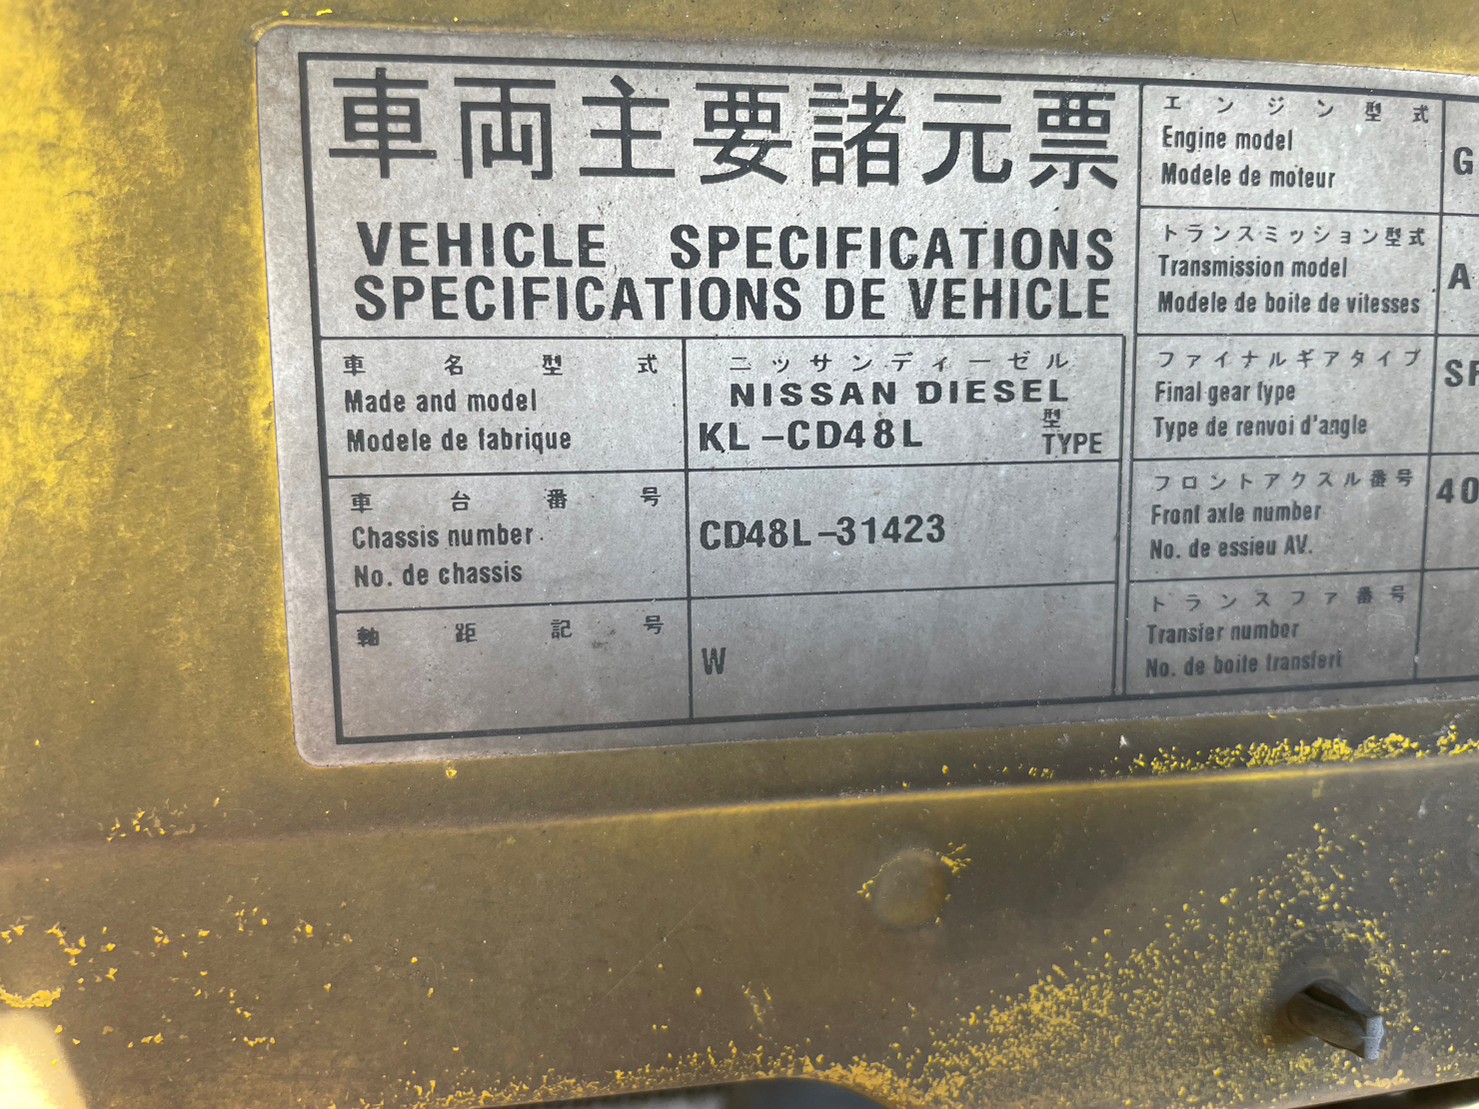 車両主要諸元票
VEHICLE SPECIFICATIONS
SPECIFICATIONS DE VEHICLE
車名型式
Made and model
Modele de fabrique
ニッサンディーゼル
NISSAN DIESEL
KL-CD48L
型
TYPE
車台番号
Chassis number
No. de chassis
CD48L-31423
軸距記号
W
エンジン型式
Engine model
Modele de moteur
G
トランスミッション型式
Transmission model
Modele de boite de vitesses
A
ファイナルギアタイプ
Final gear type
Type de renvoi d'angle
フロントアクスル番号
Front axle number
No. de essieu AV.
40
トランスファ番号
Transfer number
No. de boite transfert